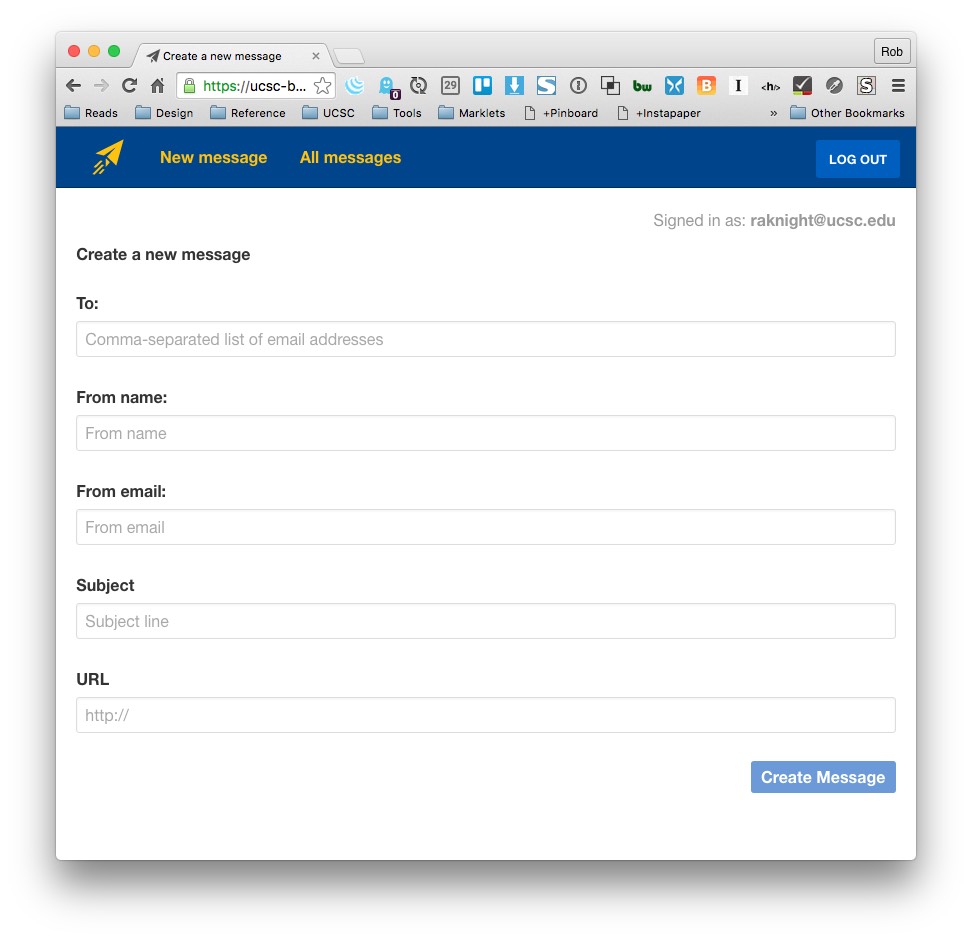 Create a new message
Rob
https://ucsc-b...
0
29
bw
B
I
<h/>
S
Reads Design Reference UCSC Tools Marklets +Pinboard +Instapaper » Other Bookmarks
New message All messages LOG OUT
Signed in as: raknight@ucsc.edu
Create a new message
To:
Comma-separated list of email addresses
From name:
From name
From email:
From email
Subject
Subject line
URL
http://
Create Message